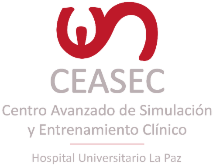 CEASEC
Centro Avanzado de Simulación
y Entrenamiento Clínico
Hospital Universitario La Paz